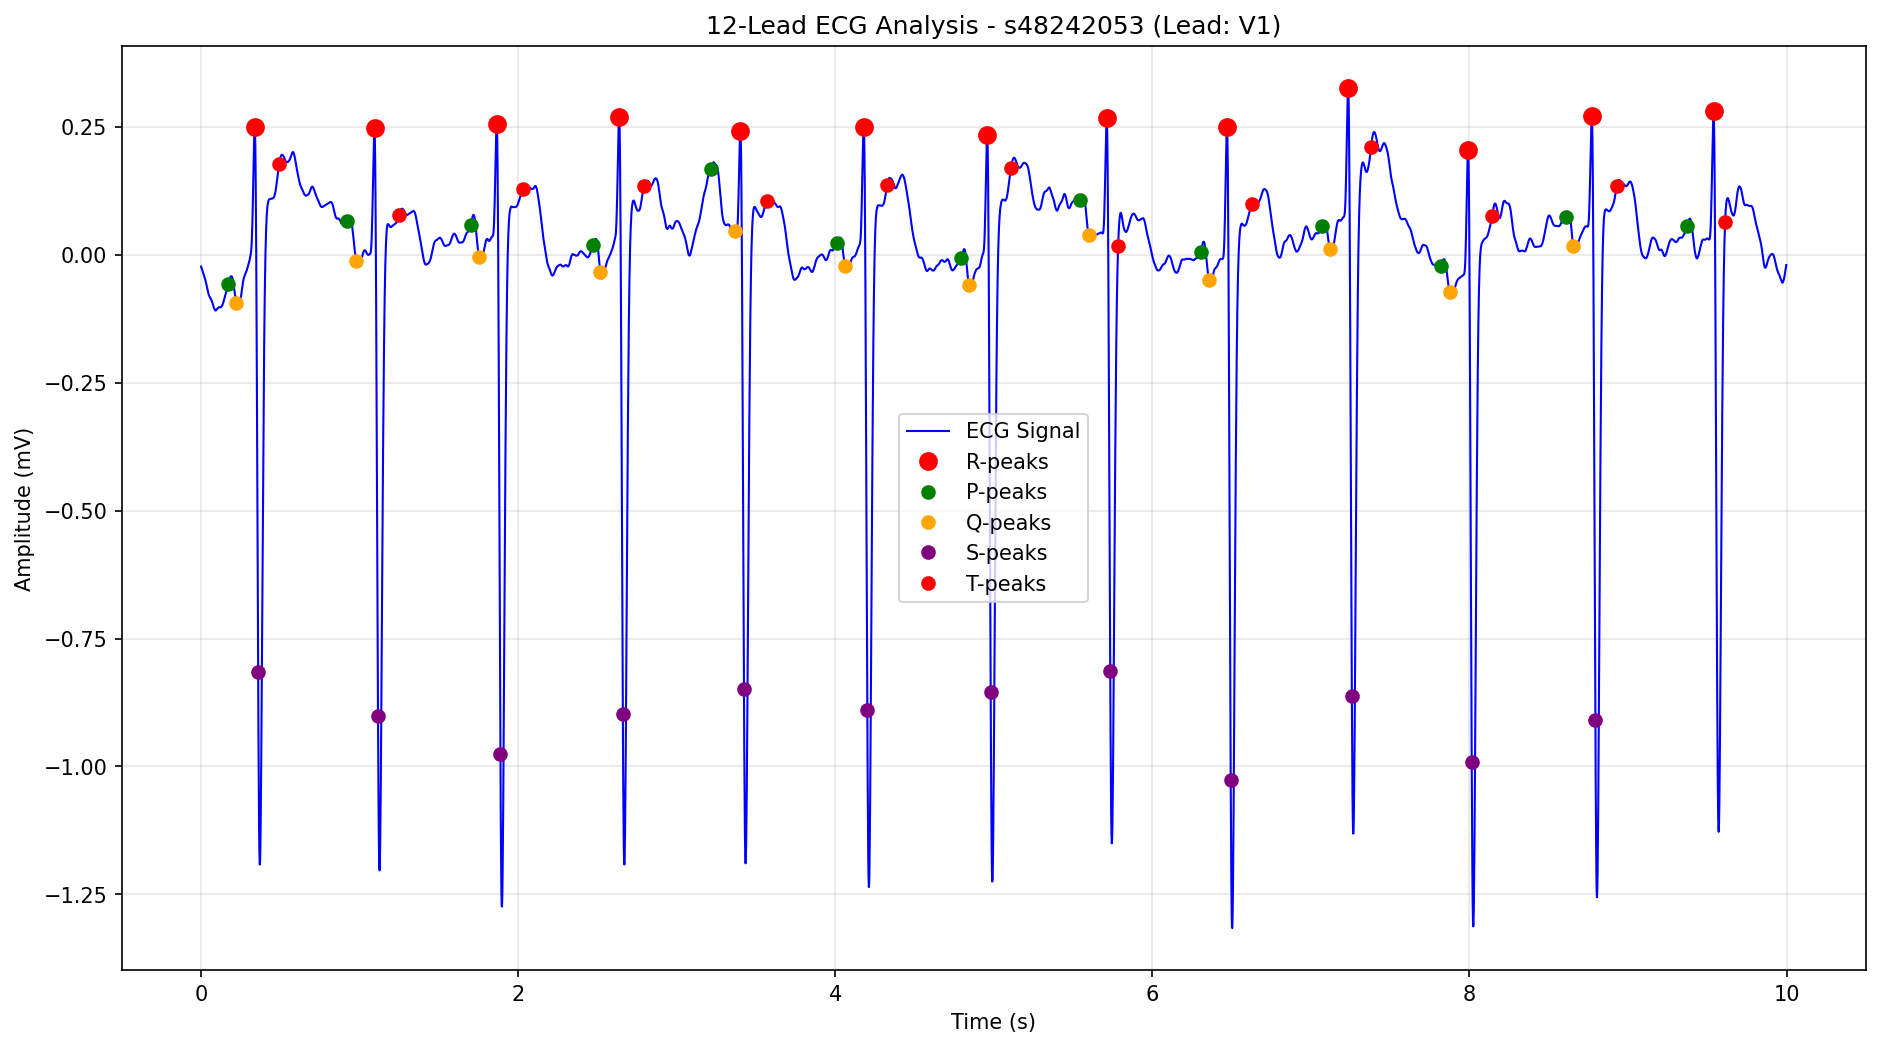 12-Lead ECG Analysis - s48242053 (Lead: V1)
Amplitude (mV)
0.25
0.00
−0.25
−0.50
−0.75
−1.00
−1.25
ECG Signal
R-peaks
P-peaks
Q-peaks
S-peaks
T-peaks
0 2 4 6 8 10
Time (s)